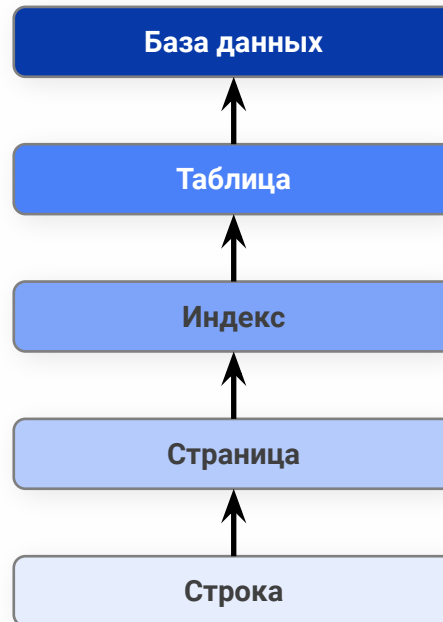 База данных
Таблица
Индекс
Страница
Строка